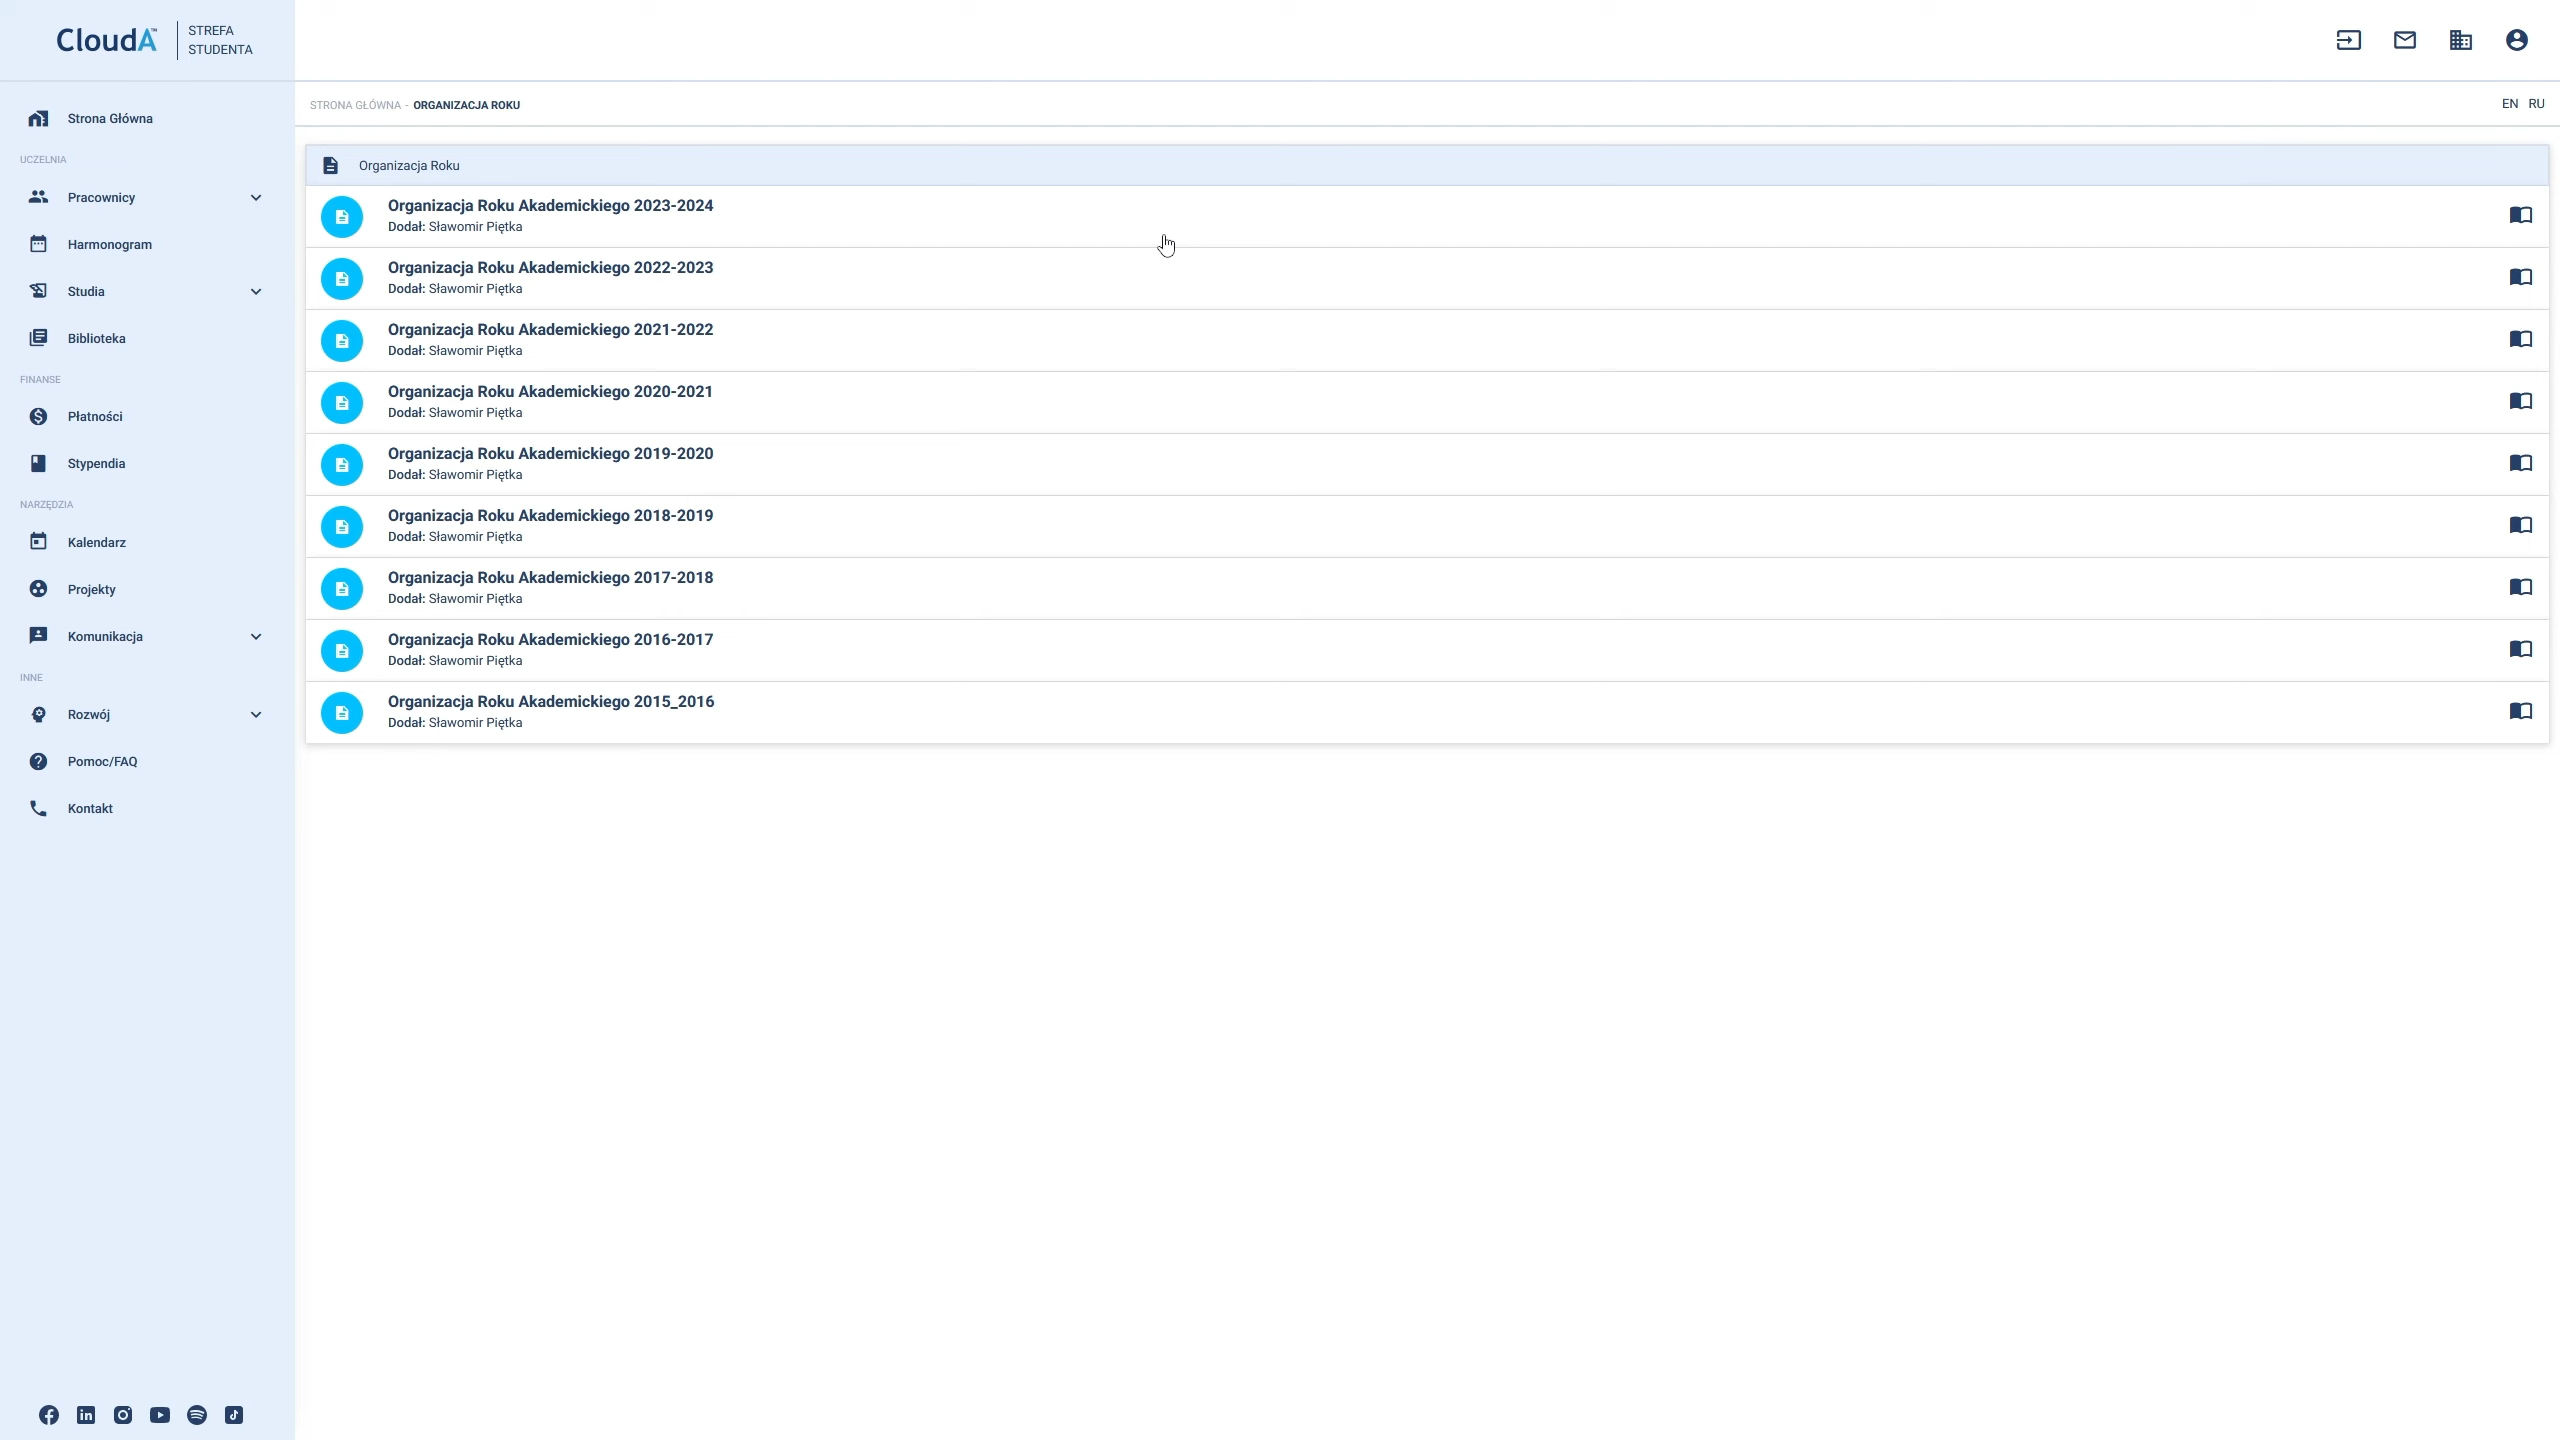 CloudA™
STREFA
STUDENTA
Strona Główna
UCZELNIA
Pracownicy
Harmonogram
Studia
Biblioteka
FINANSE
Płatności
Stypendia
NARZĘDZIA
Kalendarz
Projekty
Komunikacja
INNE
Rozwój
Pomoc/FAQ
Kontakt
STRONA GŁÓWNA - ORGANIZACJA ROKU
EN RU
Organizacja Roku
Organizacja Roku Akademickiego 2023-2024
Dodał: Sławomir Piętka
Organizacja Roku Akademickiego 2022-2023
Dodał: Sławomir Piętka
Organizacja Roku Akademickiego 2021-2022
Dodał: Sławomir Piętka
Organizacja Roku Akademickiego 2020-2021
Dodał: Sławomir Piętka
Organizacja Roku Akademickiego 2019-2020
Dodał: Sławomir Piętka
Organizacja Roku Akademickiego 2018-2019
Dodał: Sławomir Piętka
Organizacja Roku Akademickiego 2017-2018
Dodał: Sławomir Piętka
Organizacja Roku Akademickiego 2016-2017
Dodał: Sławomir Piętka
Organizacja Roku Akademickiego 2015_2016
Dodał: Sławomir Piętka